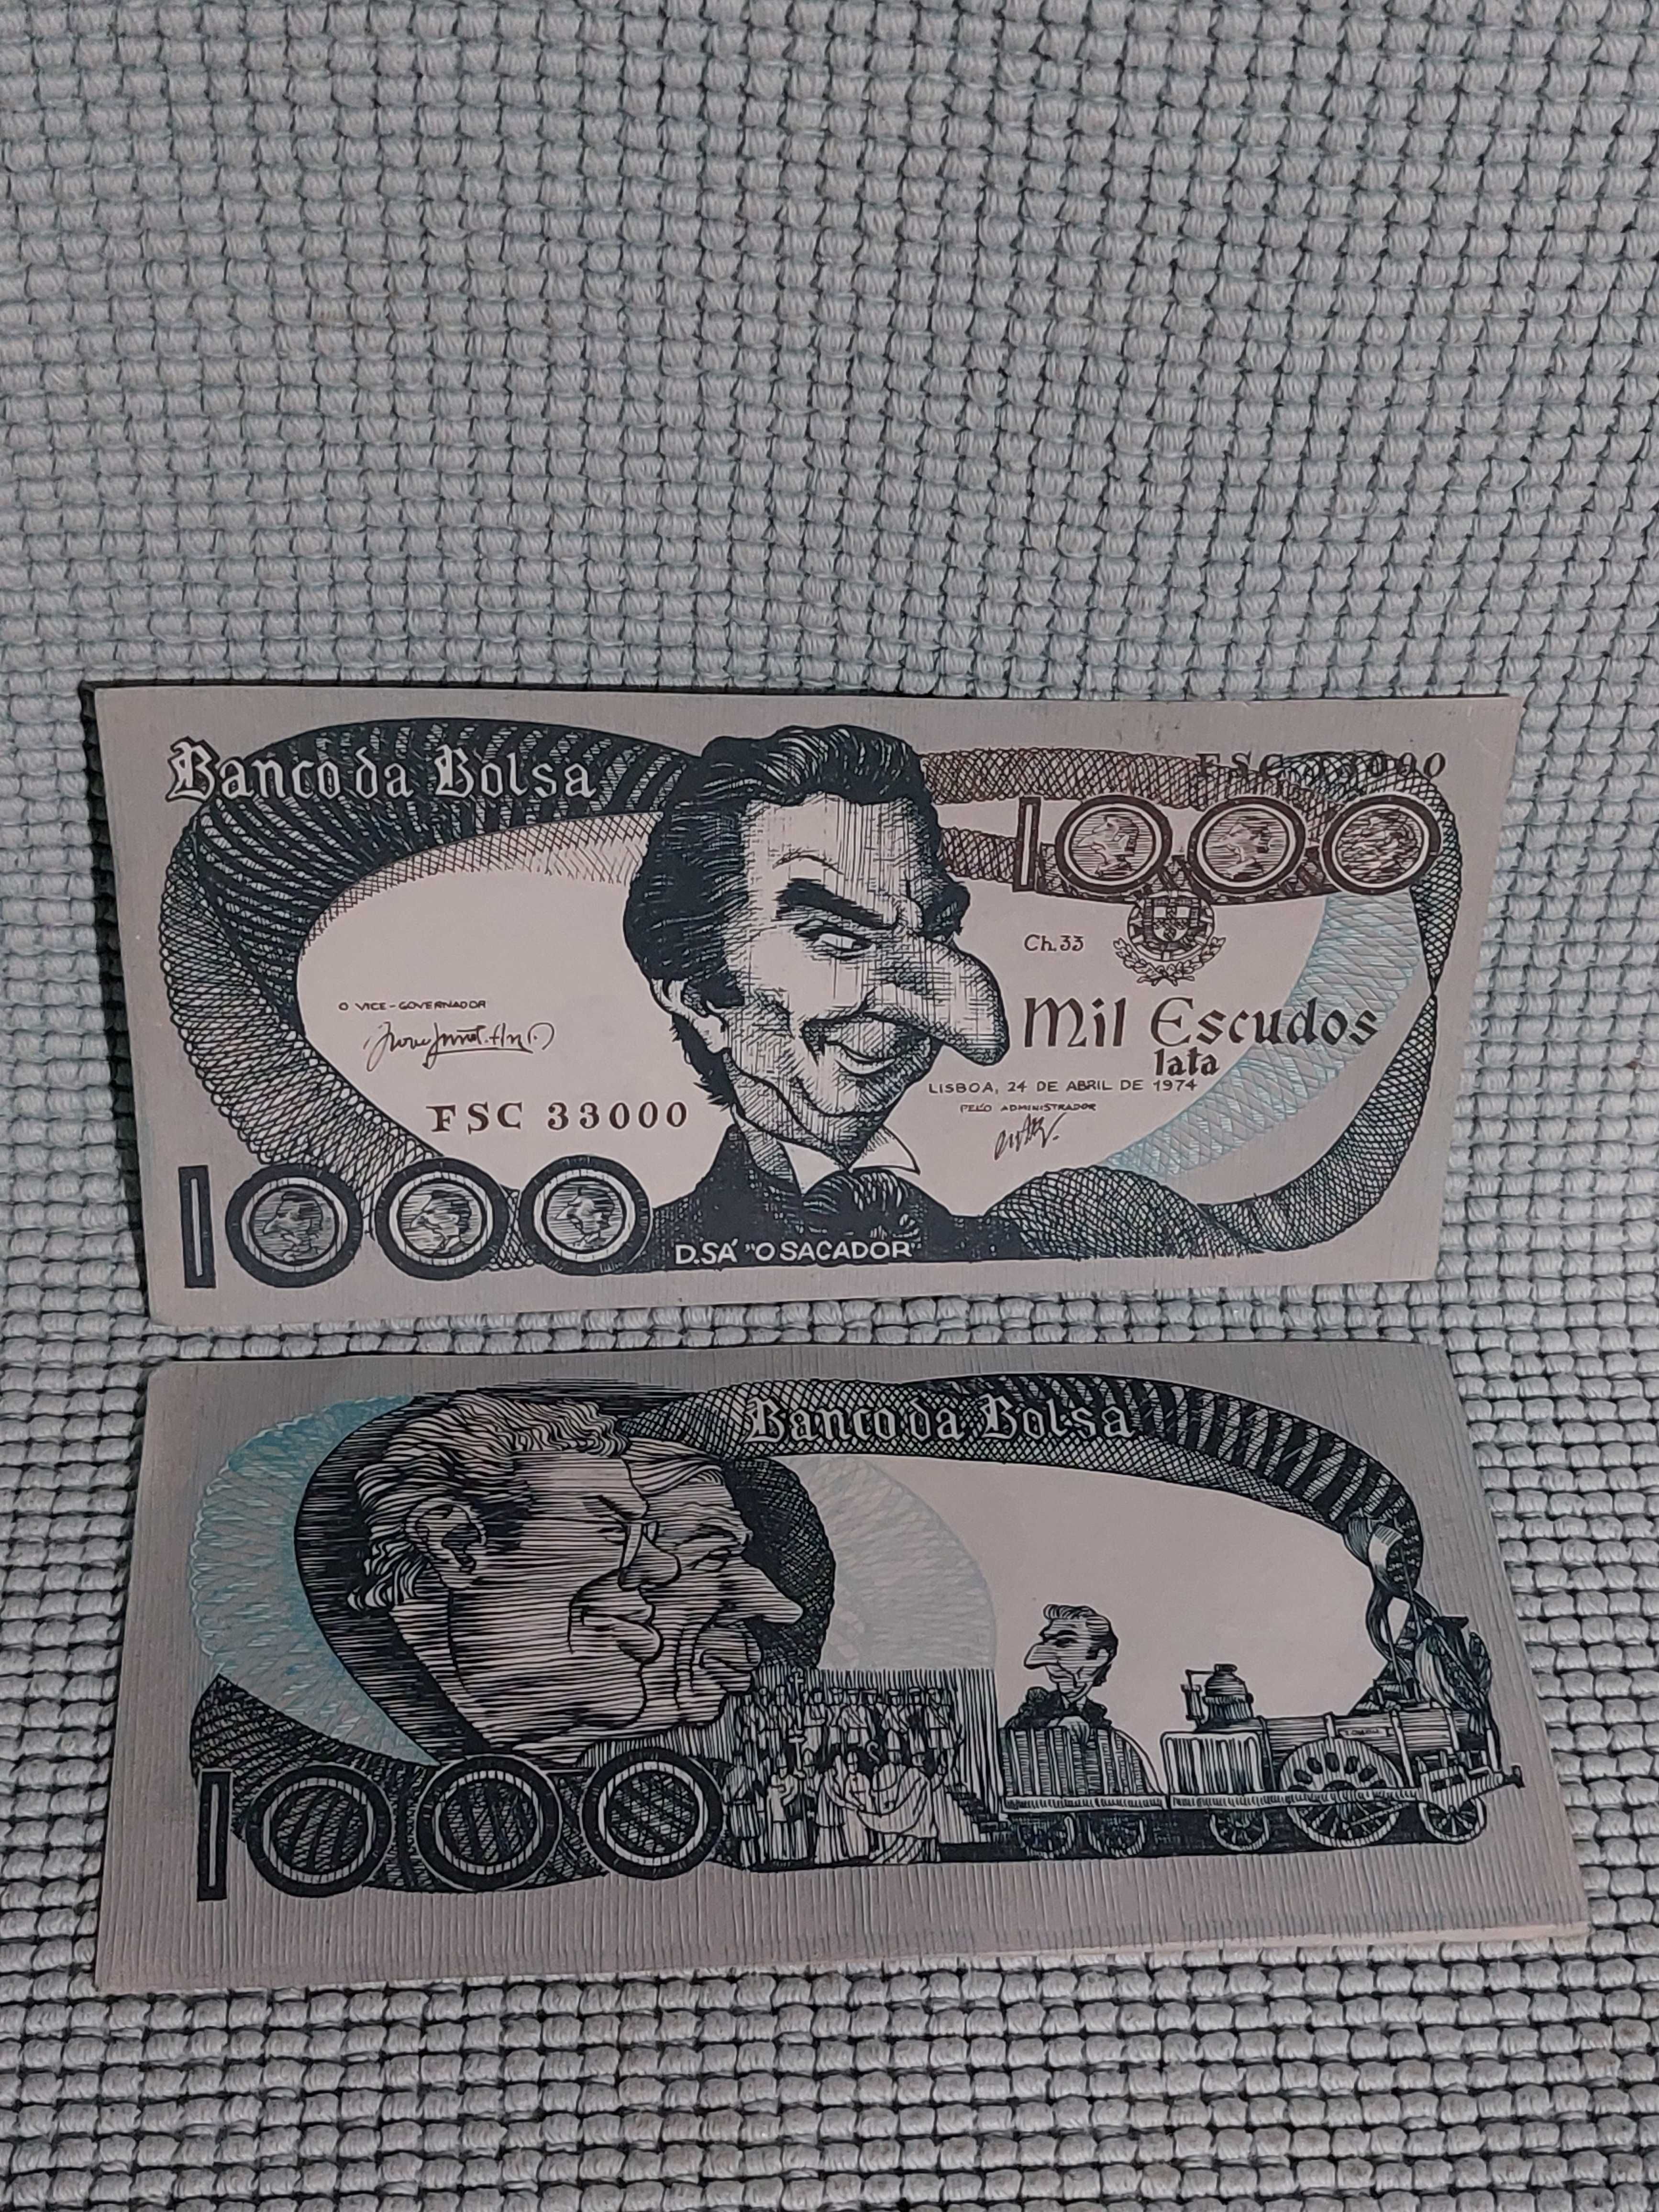 Banco da Bolsa
FSC 33000
1000
Ch. 33
O VICE-GOVERNADOR
Mil Escudos
lata
LISBOA, 24 DE ABRIL DE 1974
PELO ADMINISTRADOR
FSC 33000
1000
D. SÁ "O SACADOR"
Banco da Bolsa
1000